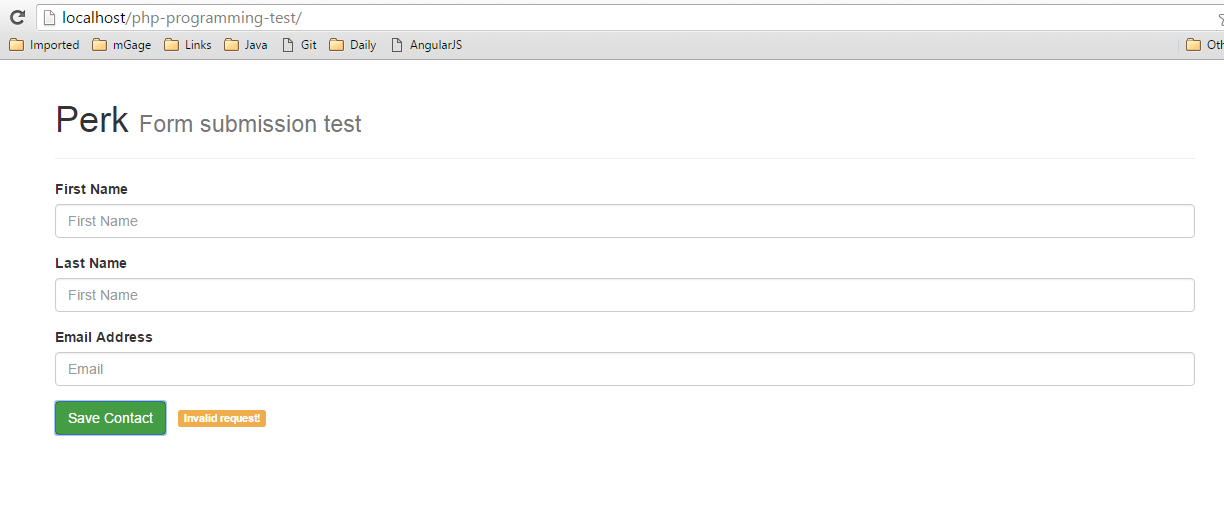 localhost/php-programming-test/
Imported mGage Links Java Git Daily AngularJS Oth
Perk Form submission test
First Name
First Name
Last Name
First Name
Email Address
Email
Save Contact Invalid request!